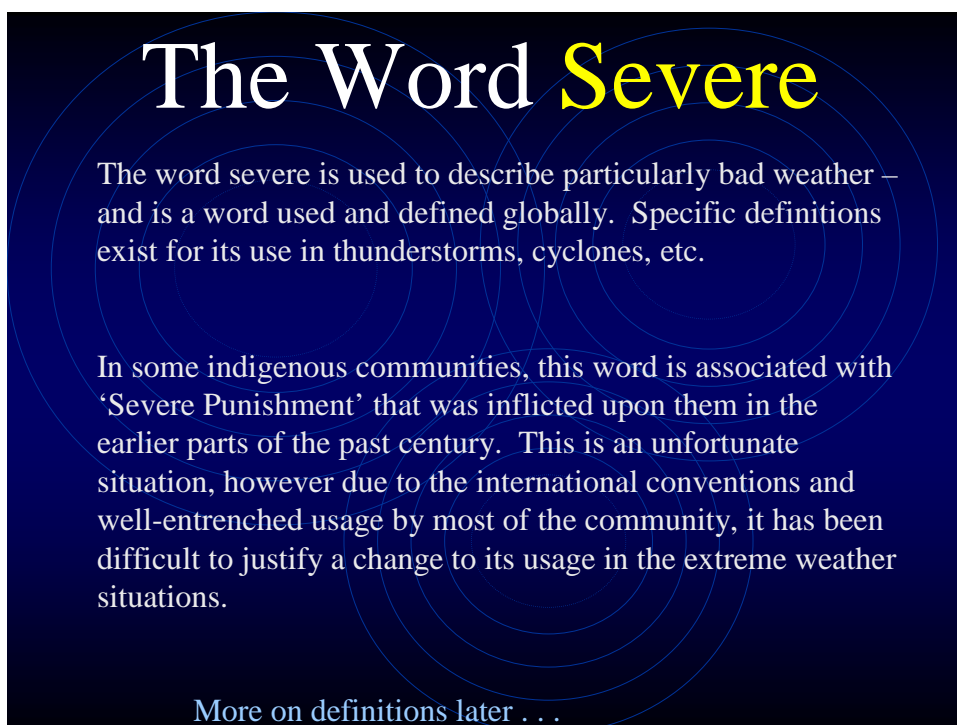 The Word Severe
The word severe is used to describe particularly bad weather –
and is a word used and defined globally.  Specific definitions
exist for its use in thunderstorms, cyclones, etc.
In some indigenous communities, this word is associated with
‘Severe Punishment’ that was inflicted upon them in the
earlier parts of the past century.  This is an unfortunate
situation, however due to the international conventions and
well-entrenched usage by most of the community, it has been
difficult to justify a change to its usage in the extreme weather
situations.
More on definitions later . . .